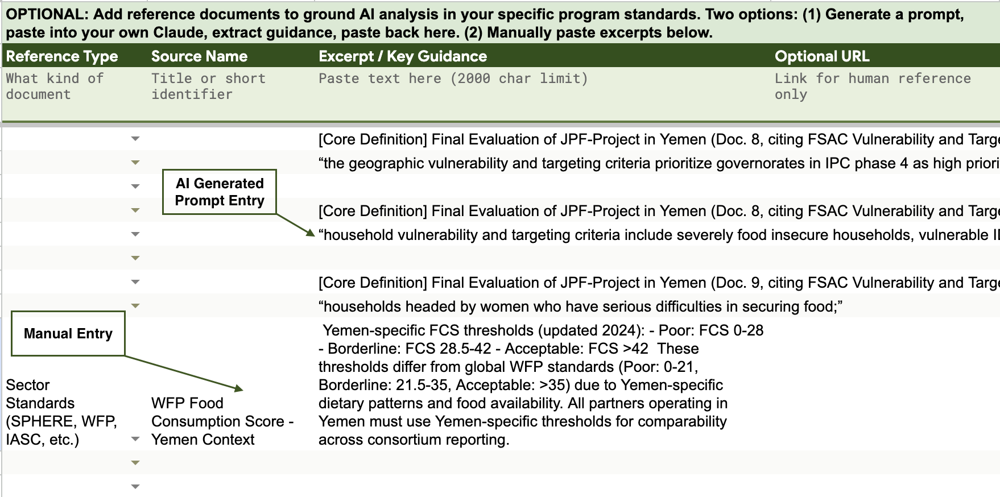 OPTIONAL: Add reference documents to ground AI analysis in your specific program standards. Two options: (1) Generate a prompt,
paste into your own Claude, extract guidance, paste back here. (2) Manually paste excerpts below.
Reference Type Source Name Excerpt / Key Guidance Optional URL
What kind of
document
Title or short
identifier
Paste text here (2000 char limit)
Link for human reference
only
[Core Definition] Final Evaluation of JPF-Project in Yemen (Doc. 8, citing FSAC Vulnerability and Targe
“the geographic vulnerability and targeting criteria prioritize governorates in IPC phase 4 as high priori
AI Generated
Prompt Entry
[Core Definition] Final Evaluation of JPF-Project in Yemen (Doc. 8, citing FSAC Vulnerability and Targe
“household vulnerability and targeting criteria include severely food insecure households, vulnerable
[Core Definition] Final Evaluation of JPF-Project in Yemen (Doc. 9, citing FSAC Vulnerability and Targe
“households headed by women who have serious difficulties in securing food;”
Manual Entry
Sector
Standards
(SPHERE, WFP,
IASC, etc.)
WFP Food
Consumption Score -
Yemen Context
Yemen-specific FCS thresholds (updated 2024): - Poor: FCS 0-28
- Borderline: FCS 28.5-42 - Acceptable: FCS >42 These
thresholds differ from global WFP standards (Poor: 0-21,
Borderline: 21.5-35, Acceptable: >35) due to Yemen-specific
dietary patterns and food availability. All partners operating in
Yemen must use Yemen-specific thresholds for comparability
across consortium reporting.